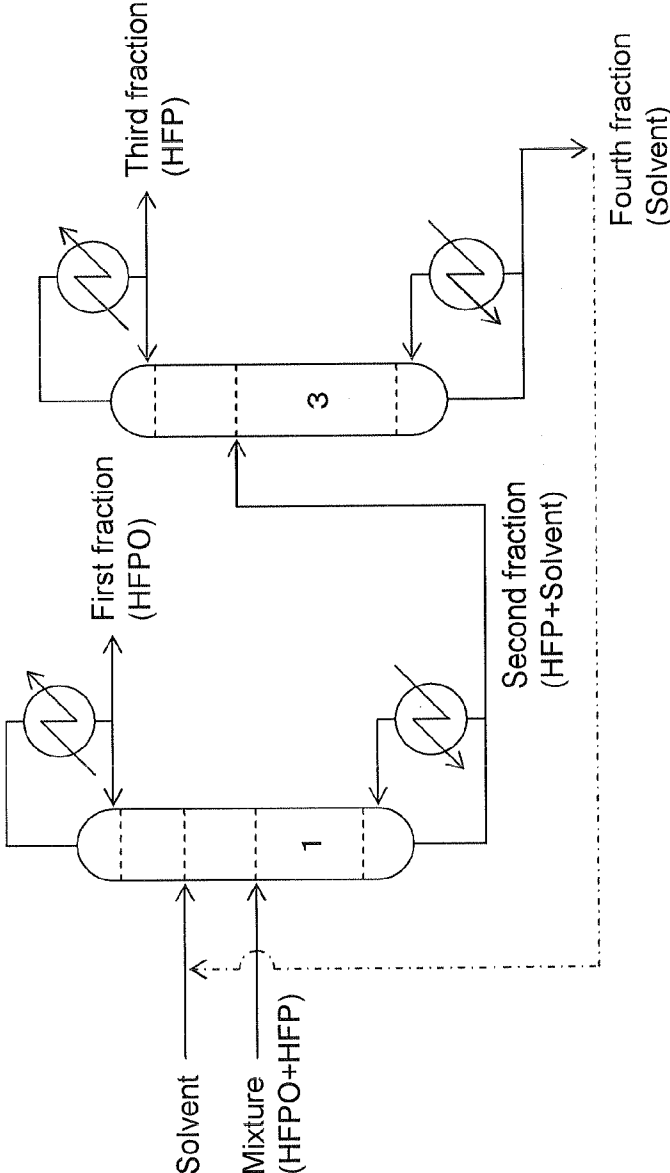 Solvent
Mixture
(HFPO+HFP)
1
First fraction
(HFPO)
Second fraction
(HFP+Solvent)
3
Third fraction
(HFP)
Fourth fraction
(Solvent)